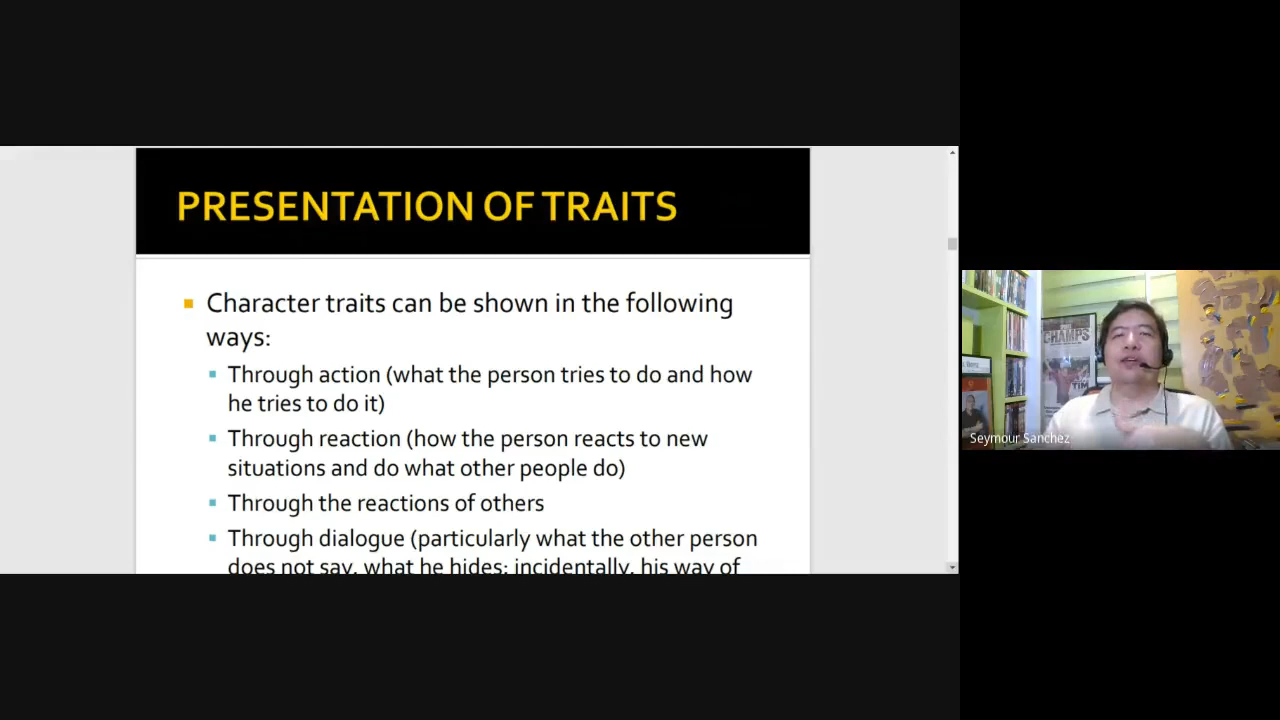 PRESENTATION OF TRAITS
Character traits can be shown in the following
ways:
Through action (what the person tries to do and how
he tries to do it)
Through reaction (how the person reacts to new
situations and do what other people do)
Through the reactions of others
Through dialogue (particularly what the other person
does not say, what he hides; incidentally, his way of
CHAMPS
TIM
Seymour Sanchez